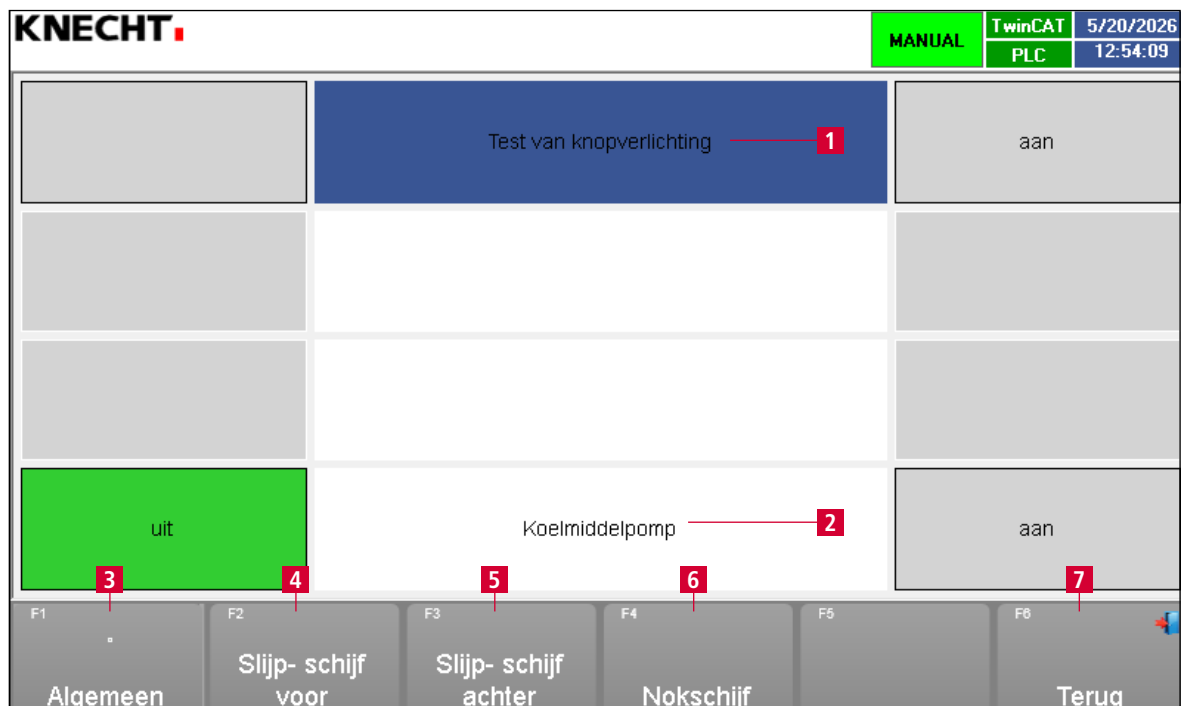 KNECHT
MANUAL
TwinCAT
5/20/2026
PLC
12:54:09
Test van knopverlichting
1
aan
uit
Koelmiddelpomp
2
aan
3
4
5
6
7
F1
F2
F3
F4
F5
F6
Algemeen
Slijp- schijf
voor
Slijp- schijf
achter
Nokschijf
Terug